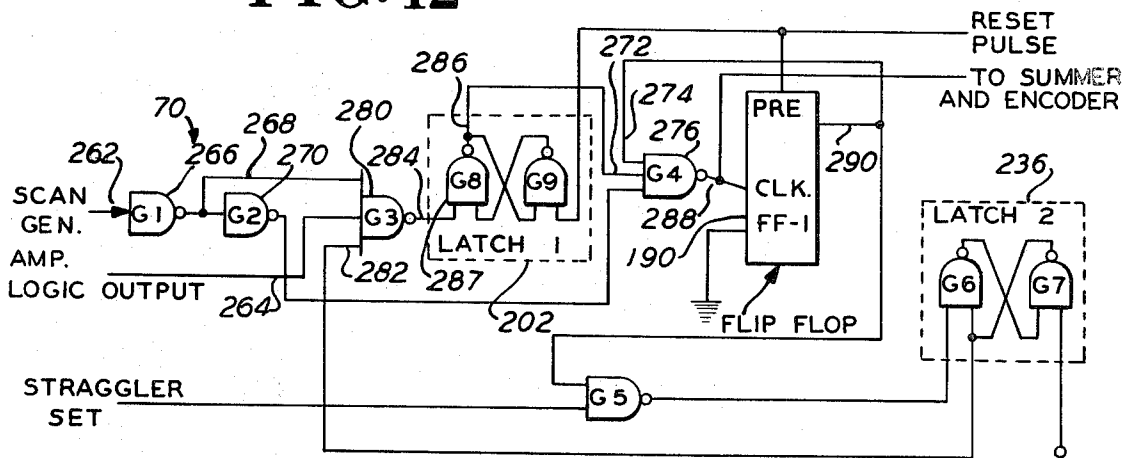 FIG. 12
RESET
PULSE
TO SUMMER
AND ENCODER
272
286
274
276
PRE
290
280
70
268
284
262
266
270
236
SCAN
GEN.
G1
G2
G3
G8
G9
G4
CLK.
288
FF-1
LATCH 2
LATCH 1
AMP.
LOGIC OUTPUT
282
287
190
264
202
FLIP FLOP
G6
G7
STRAGGLER
SET
G5